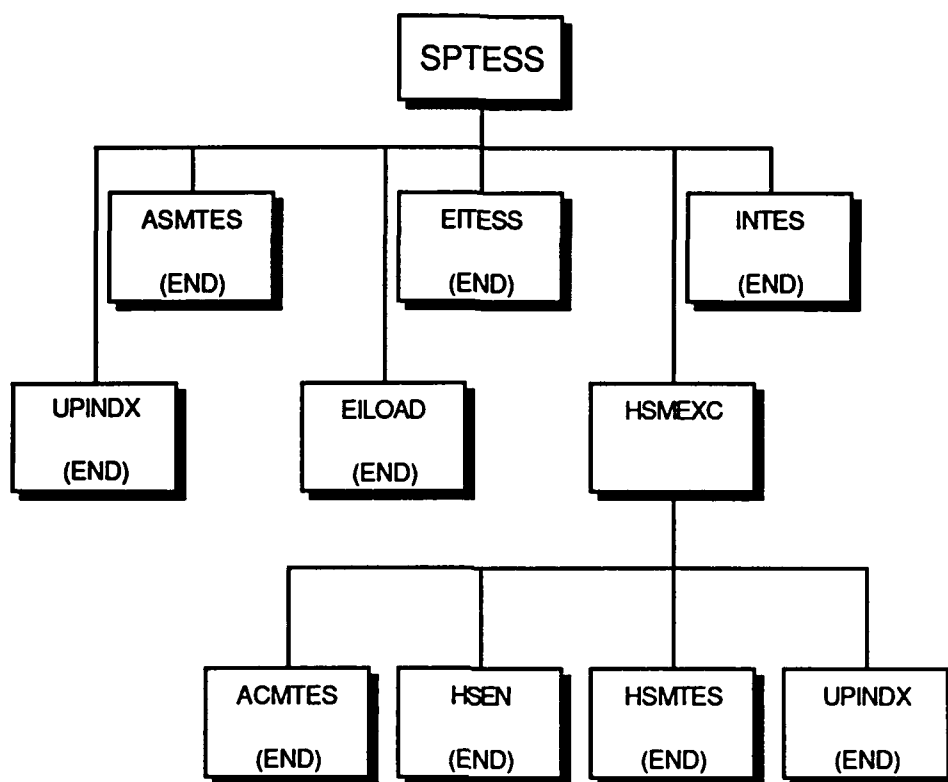 SPTESS
ASMTES
(END)
EITESS
(END)
INTES
(END)
UPINDX
(END)
EILOAD
(END)
HSMEXC
ACMTES
(END)
HSEN
(END)
HSMTES
(END)
UPINDX
(END)